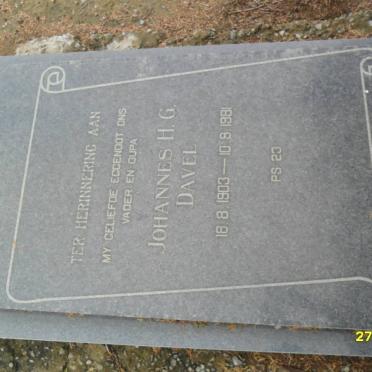 TER HERINNERING AAN
MY GELIEFDE EGGENOOT ONS
VADER EN OUPA
JOHANNES H. G.
DAVEL
16.8.1903 — 10.8.1981
PS 23
27